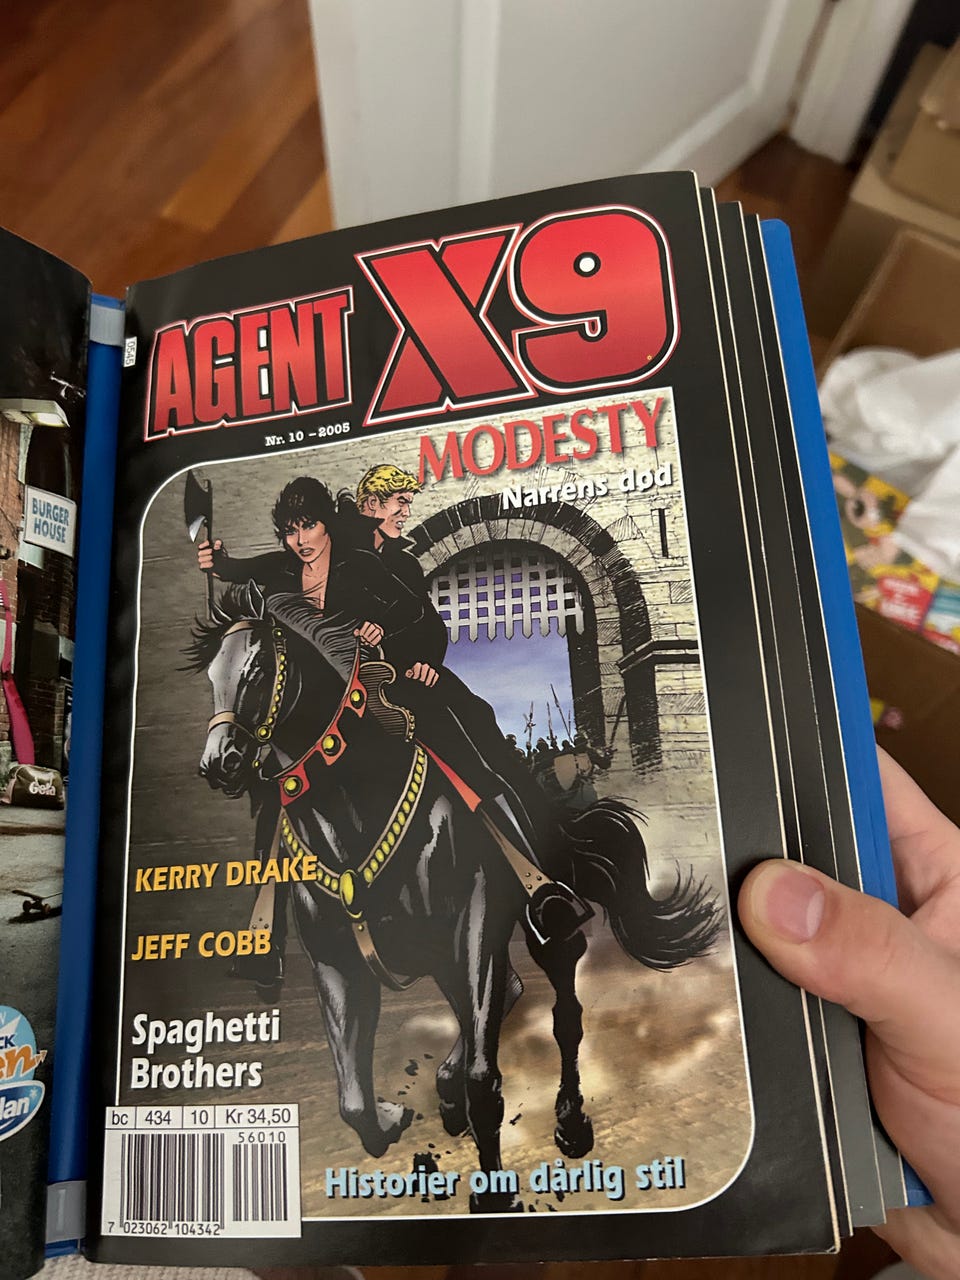 AGENT X9
0545
Nr. 10 - 2005
MODESTY
Narrens død
BURGER
HOUSE
KERRY DRAKE
JEFF COBB
Spaghetti
Brothers
bc 434 10 Kr 34,50
56010
7 023062 104342
Historier om dårlig stil